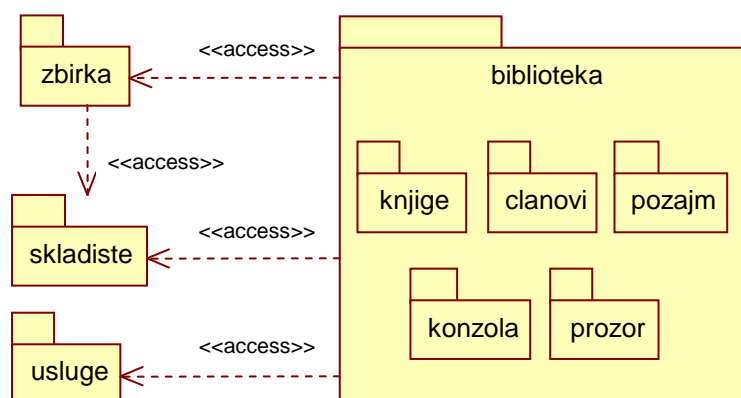 zbirka
<<access>>
biblioteka
<<access>>
knjige
clanovi
pozajm
skladiste
<<access>>
konzola
prozor
usluge
<<access>>